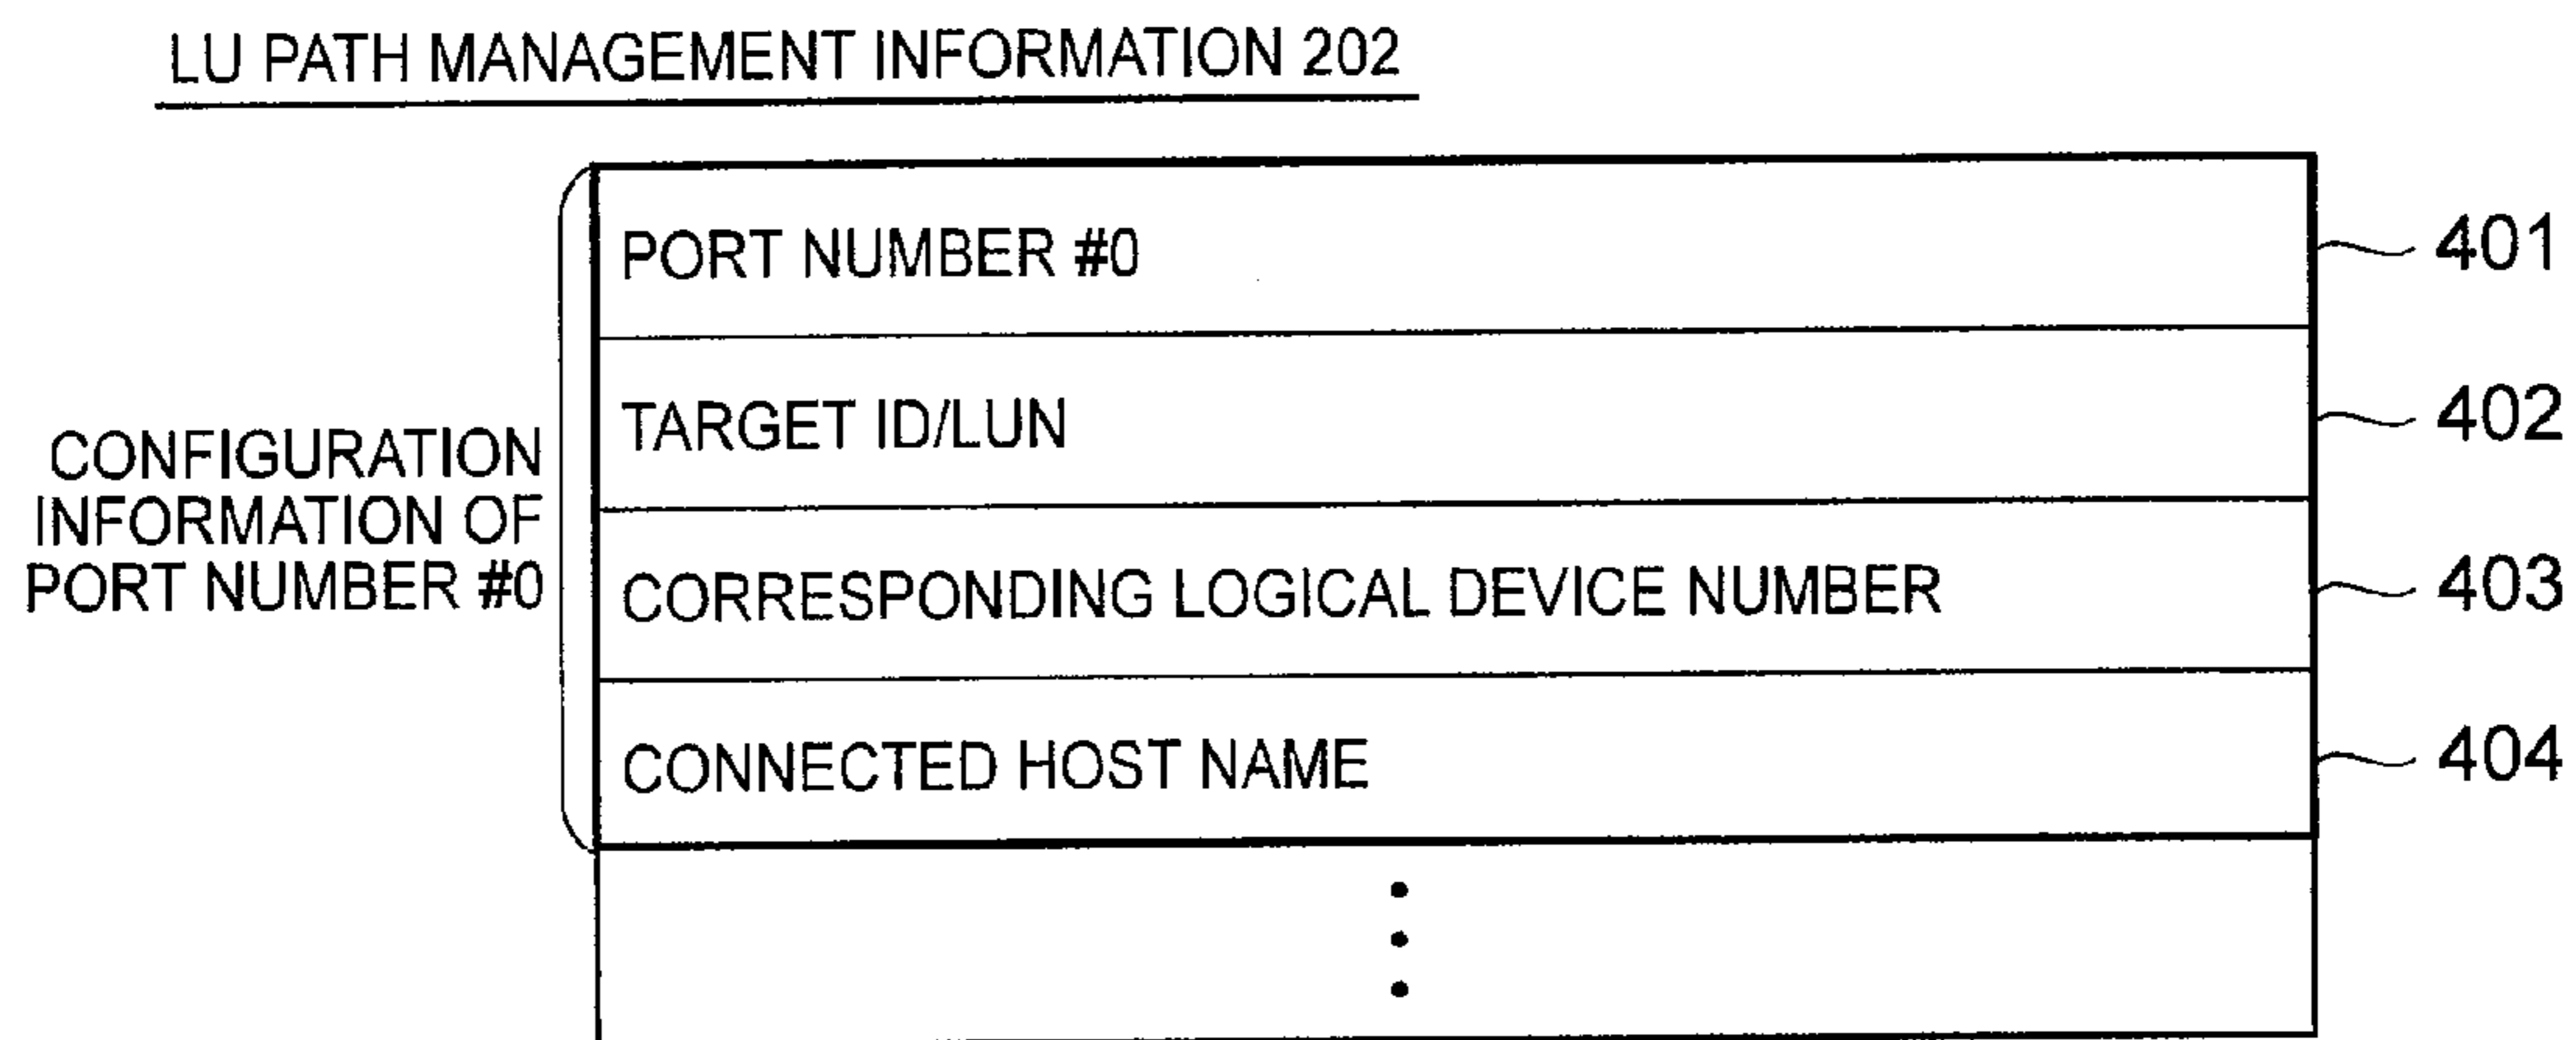 LU PATH MANAGEMENT INFORMATION 202
PORT NUMBER #0 401
TARGET ID/LUN 402
CONFIGURATION
INFORMATION OF
PORT NUMBER #0
CORRESPONDING LOGICAL DEVICE NUMBER 403
CONNECTED HOST NAME 404